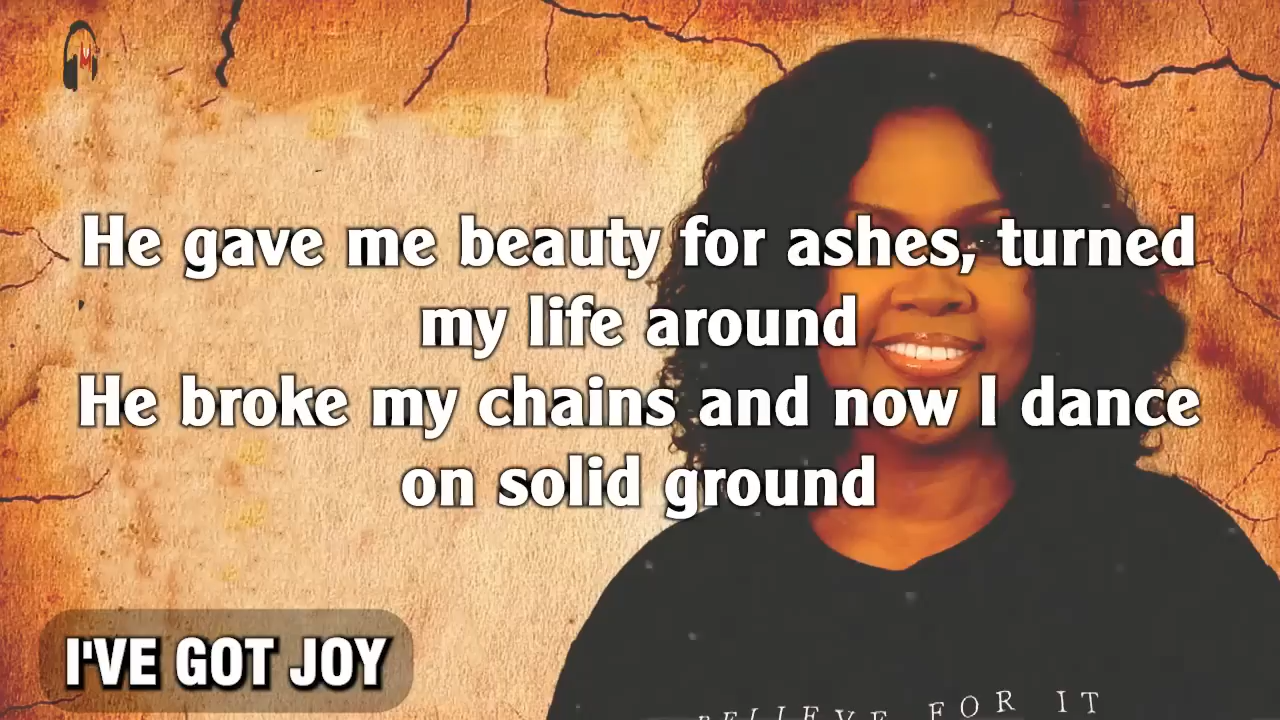 He gave me beauty for ashes, turned
my life around
He broke my chains and now I dance
on solid ground
I'VE GOT JOY
BELIEVE FOR IT